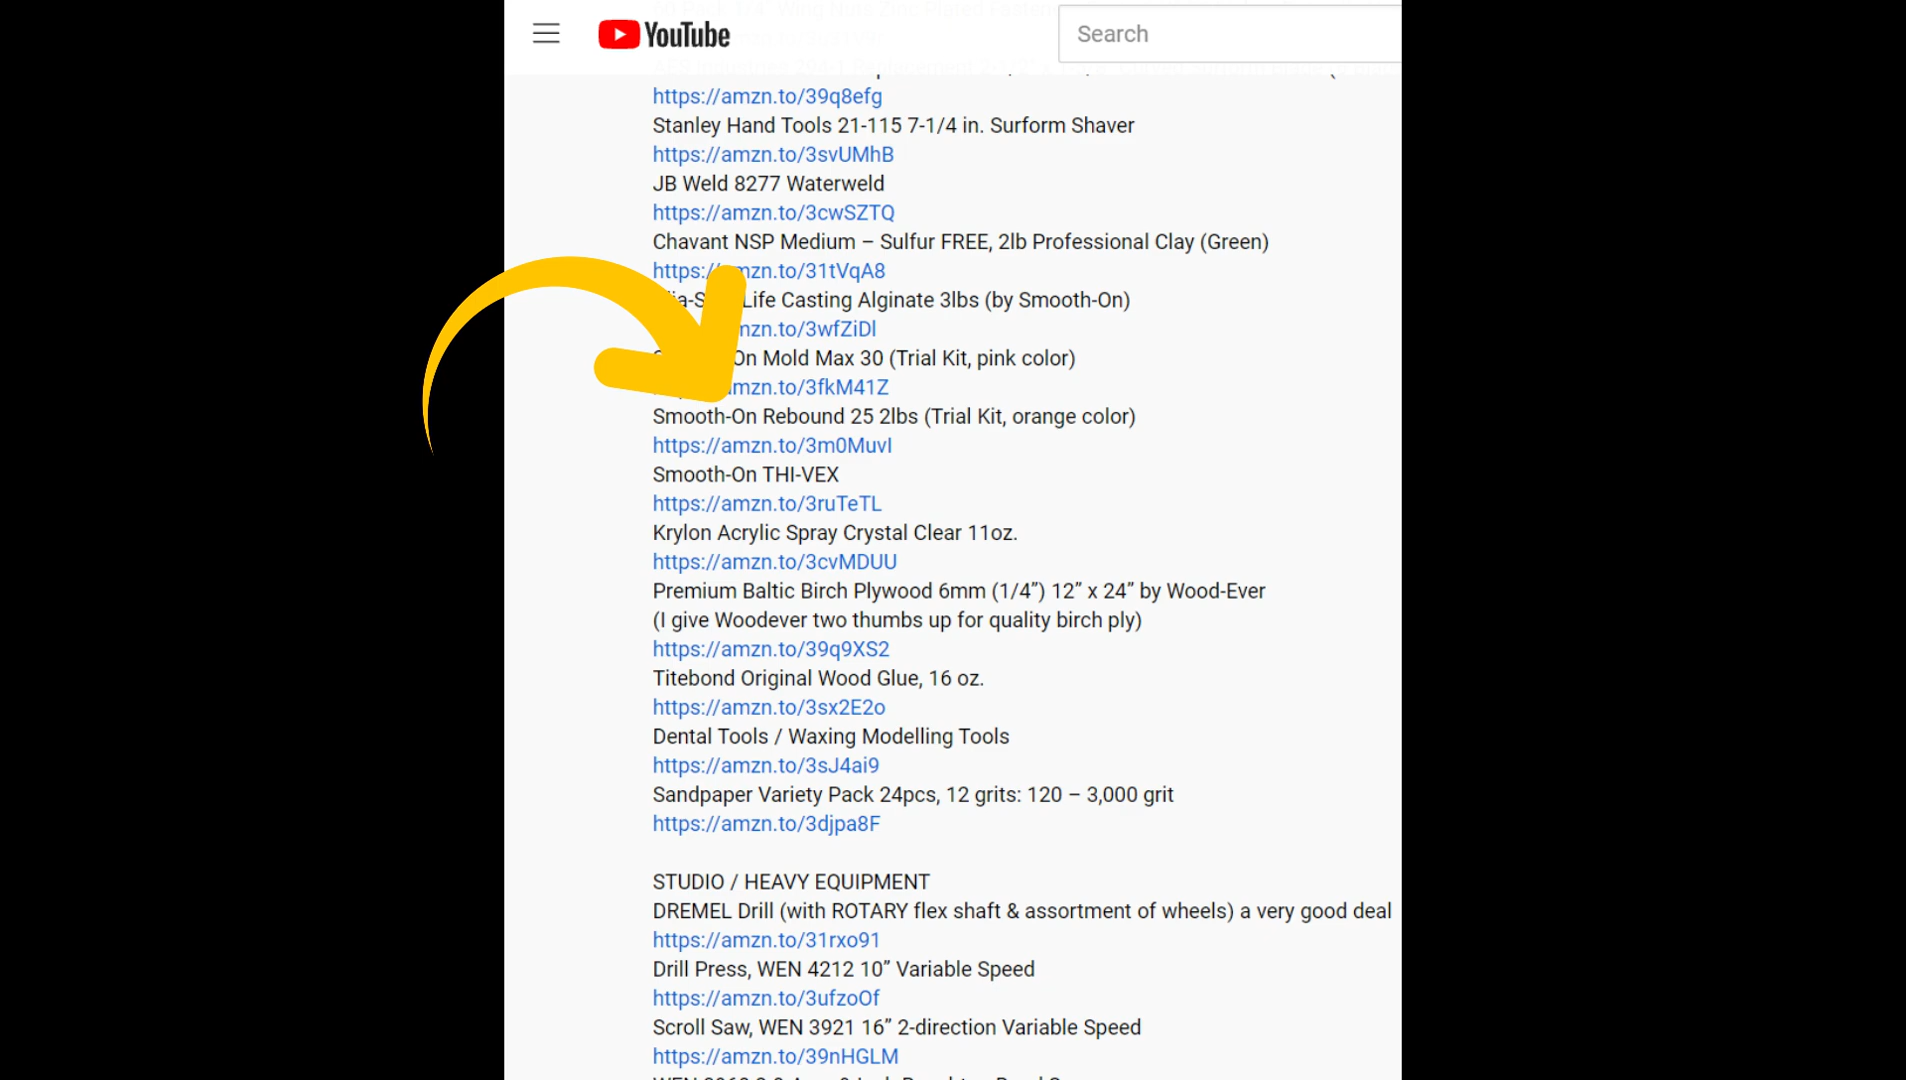 YouTube
Search
https://amzn.to/39q8efg
Stanley Hand Tools 21-115 7-1/4 in. Surform Shaver
https://amzn.to/3svUMhB
JB Weld 8277 Waterweld
https://amzn.to/3cwSZTQ
Chavant NSP Medium – Sulfur FREE, 2lb Professional Clay (Green)
https://amzn.to/31tVqA8
Life Casting Alginate 3lbs (by Smooth-On)
mzn.to/3wfZiDl
On Mold Max 30 (Trial Kit, pink color)
mzn.to/3fkM41Z
Smooth-On Rebound 25 2lbs (Trial Kit, orange color)
https://amzn.to/3m0MuvI
Smooth-On THI-VEX
https://amzn.to/3ruTeTL
Krylon Acrylic Spray Crystal Clear 11oz.
https://amzn.to/3cvMDUU
Premium Baltic Birch Plywood 6mm (1/4”) 12” x 24” by Wood-Ever
(I give Woodever two thumbs up for quality birch ply)
https://amzn.to/39q9XS2
Titebond Original Wood Glue, 16 oz.
https://amzn.to/3sx2E2o
Dental Tools / Waxing Modelling Tools
https://amzn.to/3sJ4ai9
Sandpaper Variety Pack 24pcs, 12 grits: 120 – 3,000 grit
https://amzn.to/3djpa8F
STUDIO / HEAVY EQUIPMENT
DREMEL Drill (with ROTARY flex shaft & assortment of wheels) a very good deal
https://amzn.to/31rxo91
Drill Press, WEN 4212 10” Variable Speed
https://amzn.to/3ufzoOf
Scroll Saw, WEN 3921 16” 2-direction Variable Speed
https://amzn.to/39nHGLM